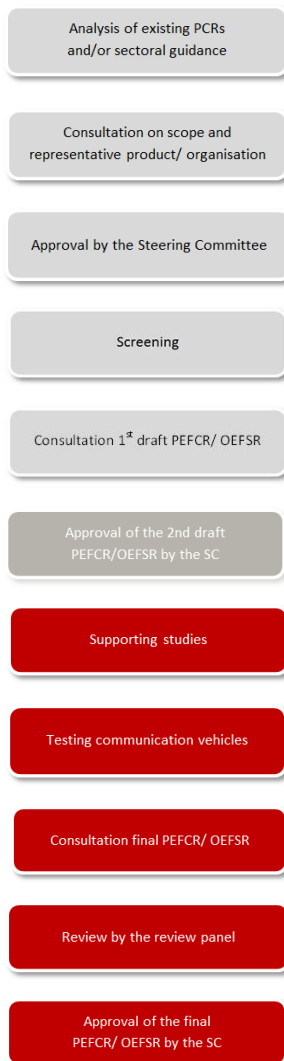 Analysis of existing PCRs
and/or sectoral guidance
Consultation on scope and
representative product/ organisation
Approval by the Steering Committee
Screening
Consultation 1st draft PEFCR/ OEFSR
Approval of the 2nd draft
PEFCR/OEFSR by the SC
Supporting studies
Testing communication vehicles
Consultation final PEFCR/ OEFSR
Review by the review panel
Approval of the final
PEFCR/ OEFSR by the SC